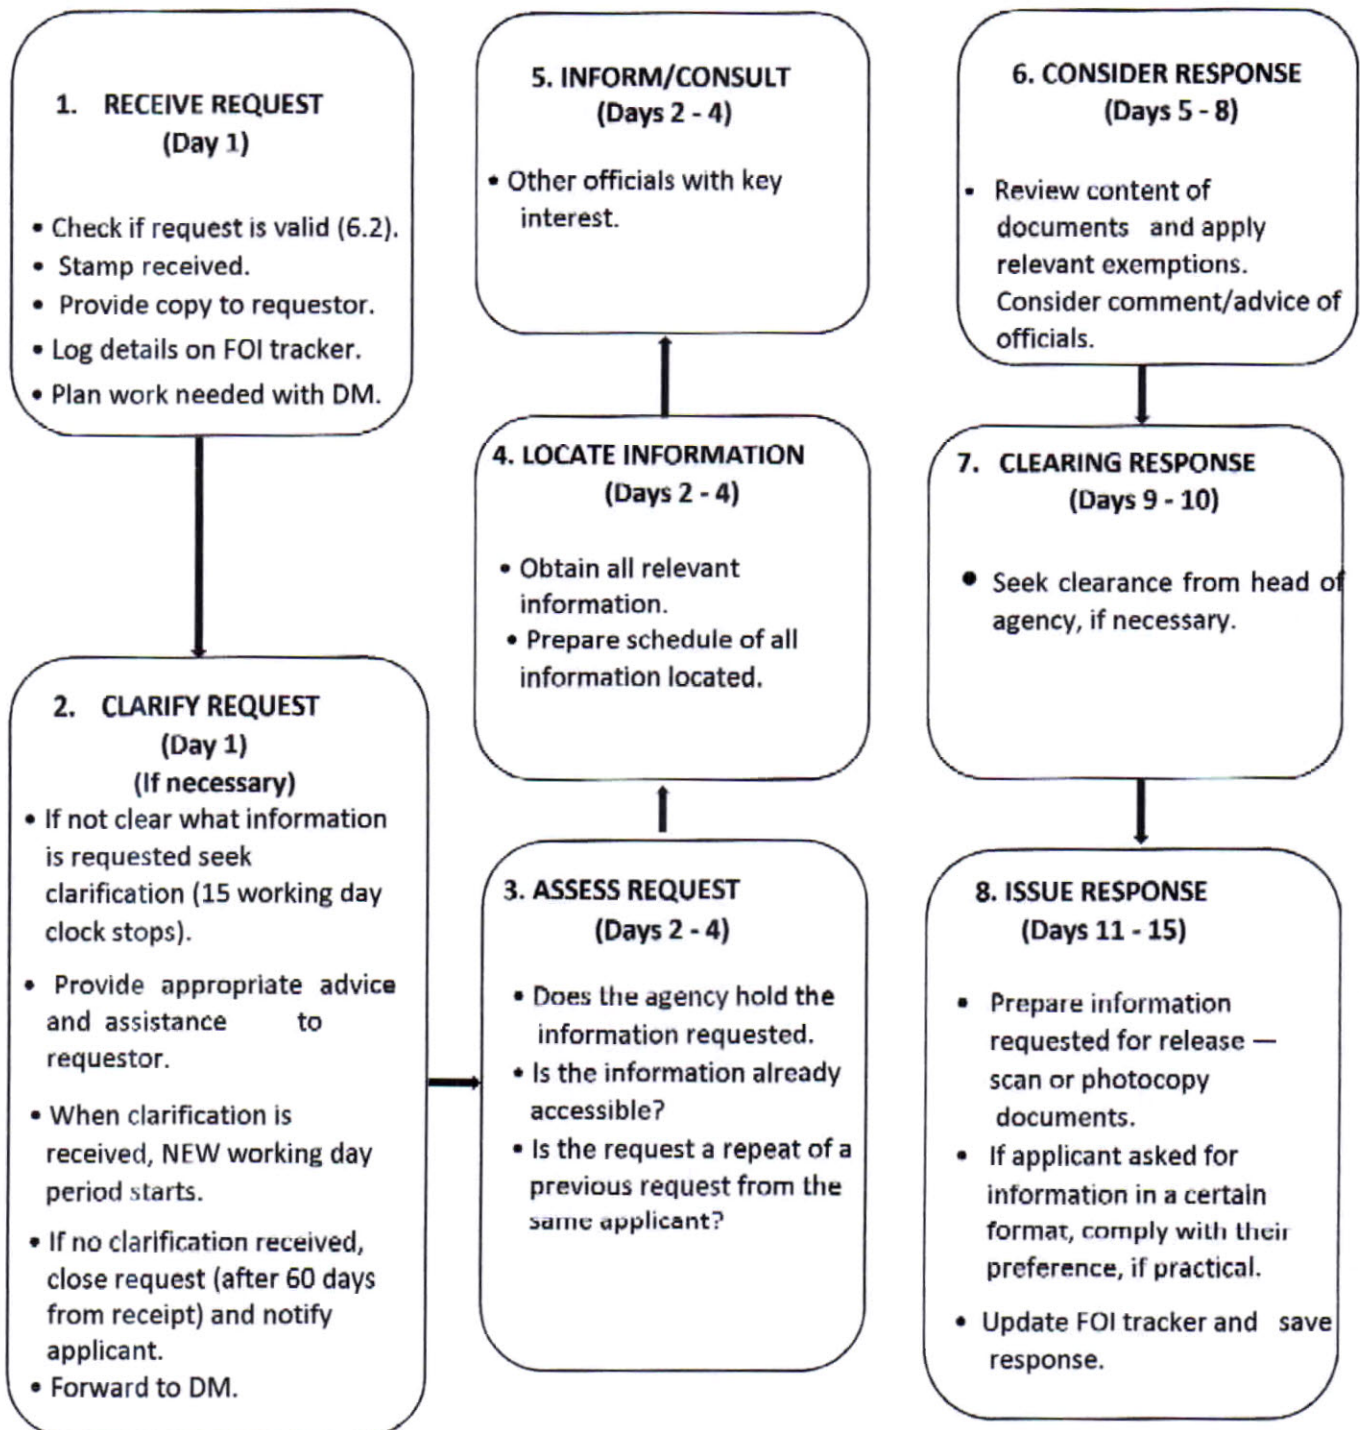 1. RECEIVE REQUEST
(Day 1)
• Check if request is valid (6.2).
• Stamp received.
• Provide copy to requestor.
• Log details on FOI tracker.
• Plan work needed with DM.
2. CLARIFY REQUEST
(Day 1)
(If necessary)
• If not clear what information
is requested seek
clarification (15 working day
clock stops).
• Provide appropriate advice
and assistance to
requestor.
• When clarification is
received, NEW working day
period starts.
• If no clarification received,
close request (after 60 days
from receipt) and notify
applicant.
• Forward to DM.
3. ASSESS REQUEST
(Days 2 - 4)
• Does the agency hold the
information requested.
• Is the information already
accessible?
• Is the request a repeat of a
previous request from the
same applicant?
4. LOCATE INFORMATION
(Days 2 - 4)
• Obtain all relevant
information.
• Prepare schedule of all
information located.
5. INFORM/CONSULT
(Days 2 - 4)
• Other officials with key
interest.
6. CONSIDER RESPONSE
(Days 5 - 8)
• Review content of
documents and apply
relevant exemptions.
Consider comment/advice of
officials.
7. CLEARING RESPONSE
(Days 9 - 10)
• Seek clearance from head of
agency, if necessary.
8. ISSUE RESPONSE
(Days 11 - 15)
• Prepare information
requested for release —
scan or photocopy
documents.
• If applicant asked for
information in a certain
format, comply with their
preference, if practical.
• Update FOI tracker and save
response.